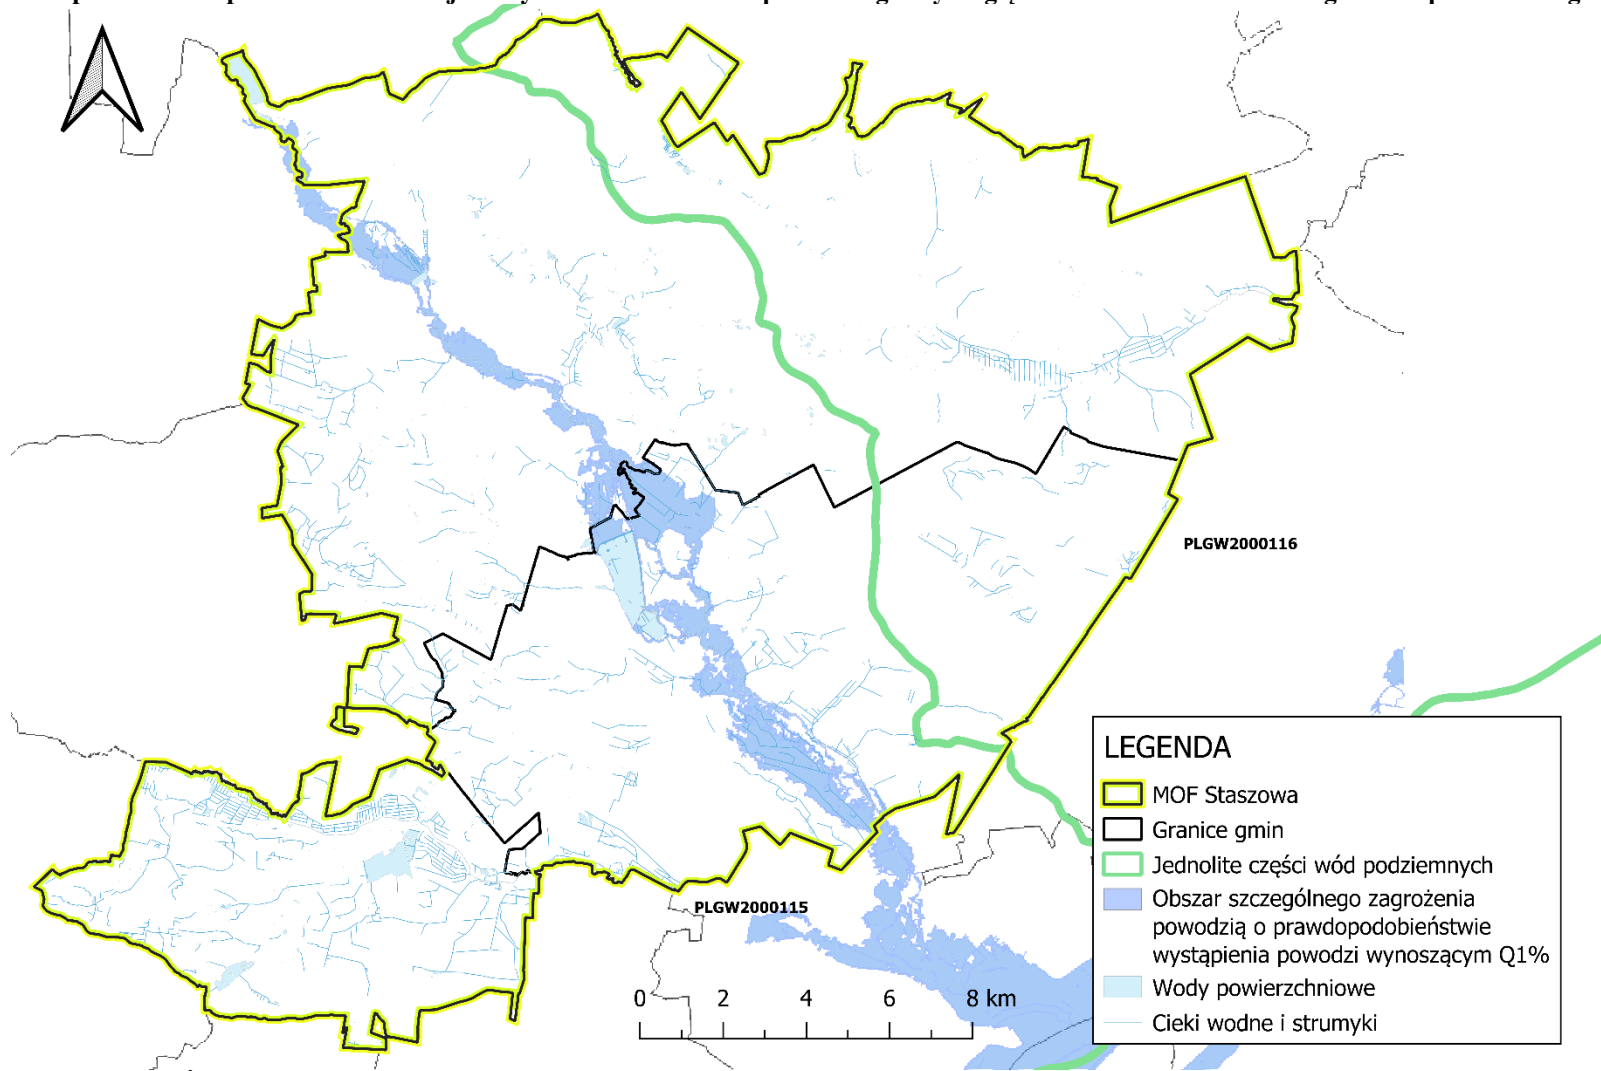 PLGW2000116
PLGW2000115
0 2 4 6 8 km
LEGENDA
MOF Staszowa
Granice gmin
Jednolite części wód podziemnych
Obszar szczególnego zagrożenia
powodzią o prawdopodobieństwie
wystąpienia powodzi wynoszącym Q1%
Wody powierzchniowe
Cieki wodne i strumyki